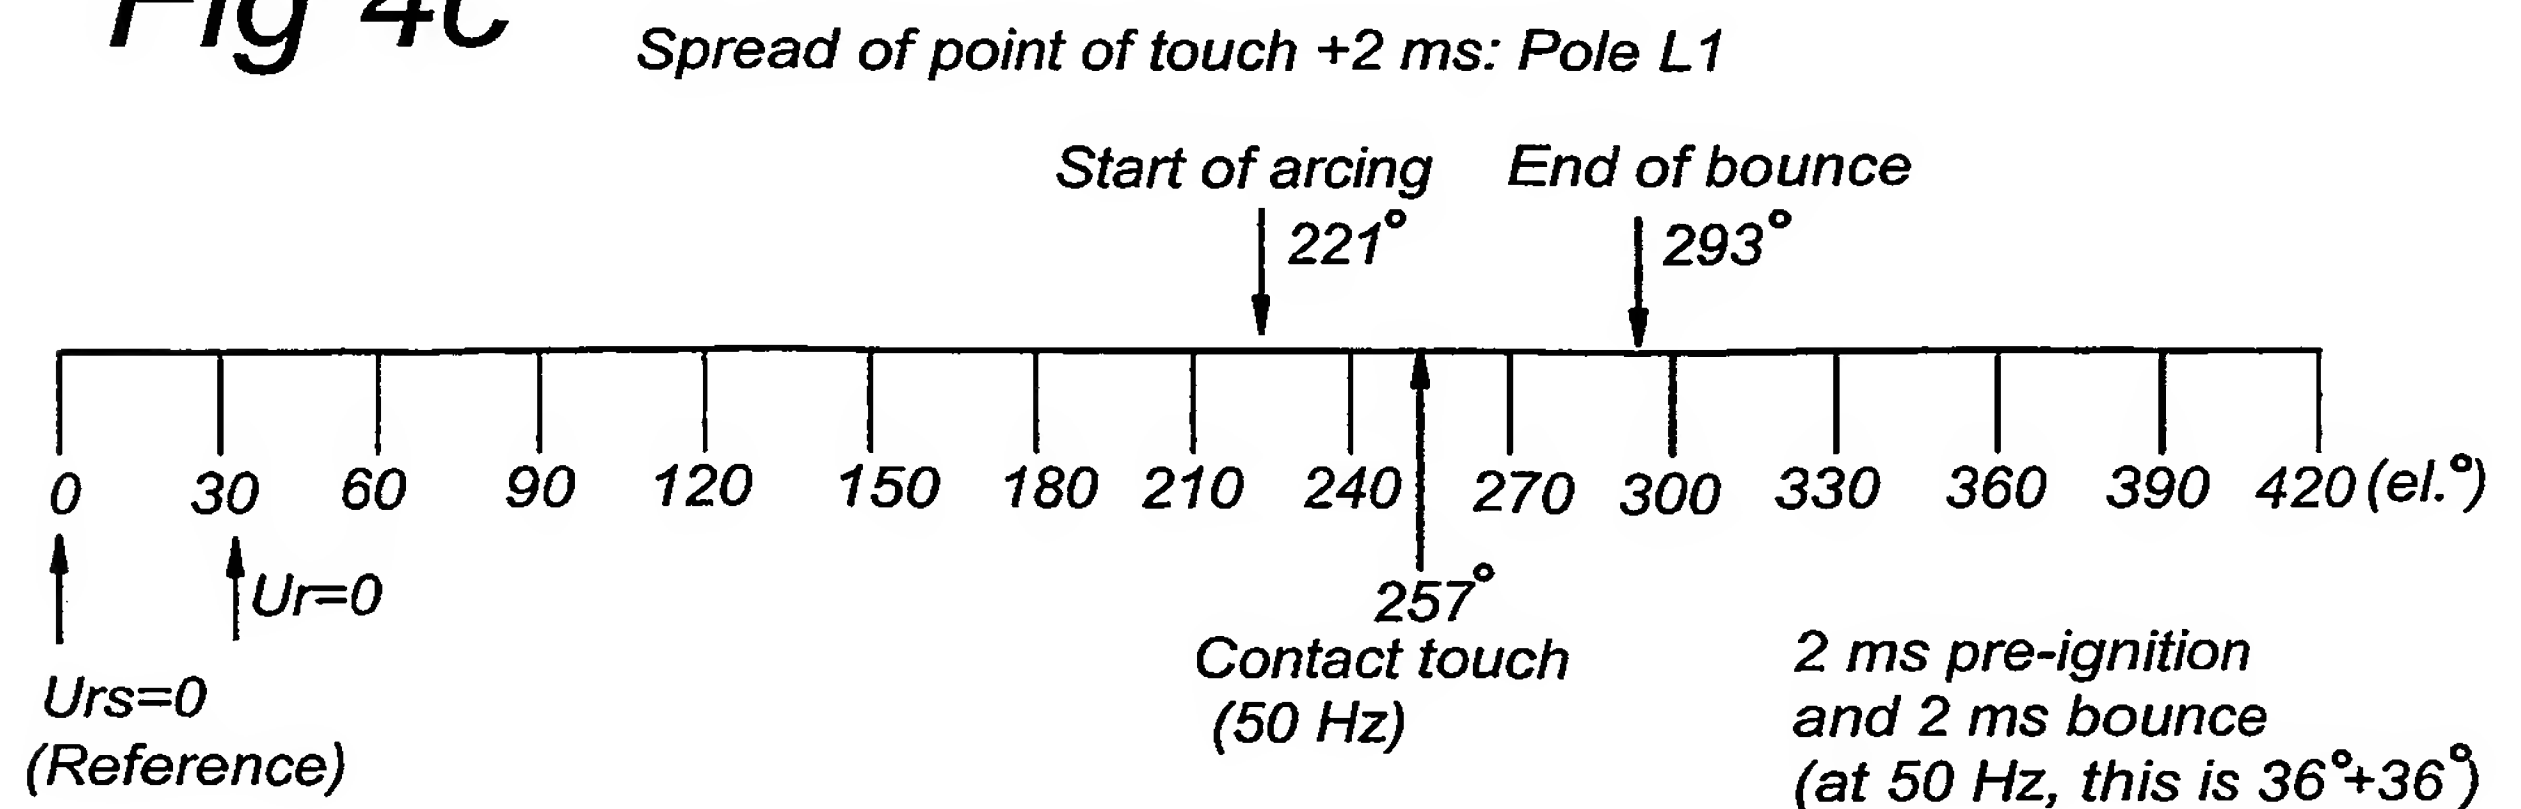 Fig 4c
Spread of point of touch +2 ms: Pole L1
Start of arcing
End of bounce
221°
293°
0 30 60 90 120 150 180 210 240 270 300 330 360 390 420 (el.°)
Ur=0
257°
Contact touch
(50 Hz)
Urs=0
(Reference)
2 ms pre-ignition
and 2 ms bounce
(at 50 Hz, this is 36°+36°)